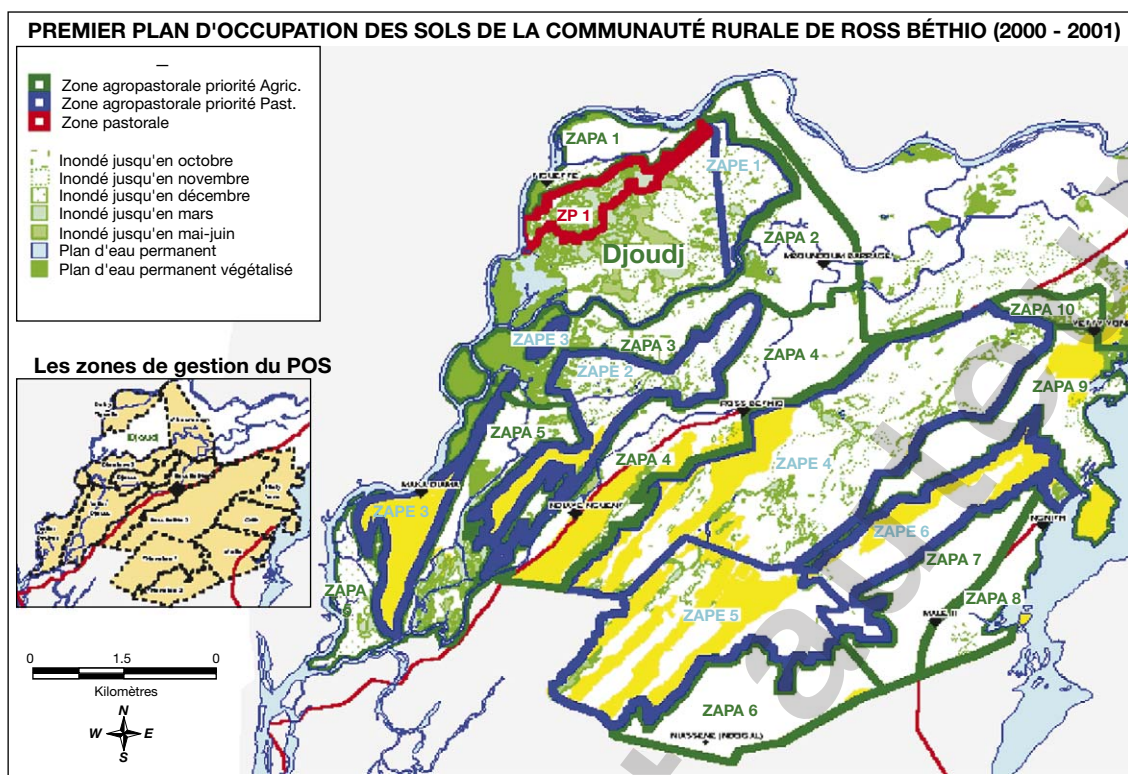 PREMIER PLAN D'OCCUPATION DES SOLS DE LA COMMUNAUTÉ RURALE DE ROSS BÉTHIO (2000 - 2001)
Zone agropastorale priorité Agric.
Zone agropastorale priorité Past.
Zone pastorale
Inondé jusqu'en octobre
Inondé jusqu'en novembre
Inondé jusqu'en décembre
Inondé jusqu'en mars
Inondé jusqu'en mai-juin
Plan d'eau permanent
Plan d'eau permanent végétalisé
Les zones de gestion du POS
Djoudj
0 1.5 0
Kilomètres
N
W E
S
ZAPA 1
ZAPE 1
ZP 1
ZAPA 2
Djoudj
ZAPA 10
ZAPE 3
ZAPA 3
ZAPE 2
ZAPA 4
ZAPA 9
ROSS BETHIO
ZAPA 5
ZAPA 4
ZAPE 4
MAKA DIAMA
ZAPE 3
ZAPE 6
ZAPA 7
ZAPA 5
ZAPA 8
ZAPE 5
ZAPA 6